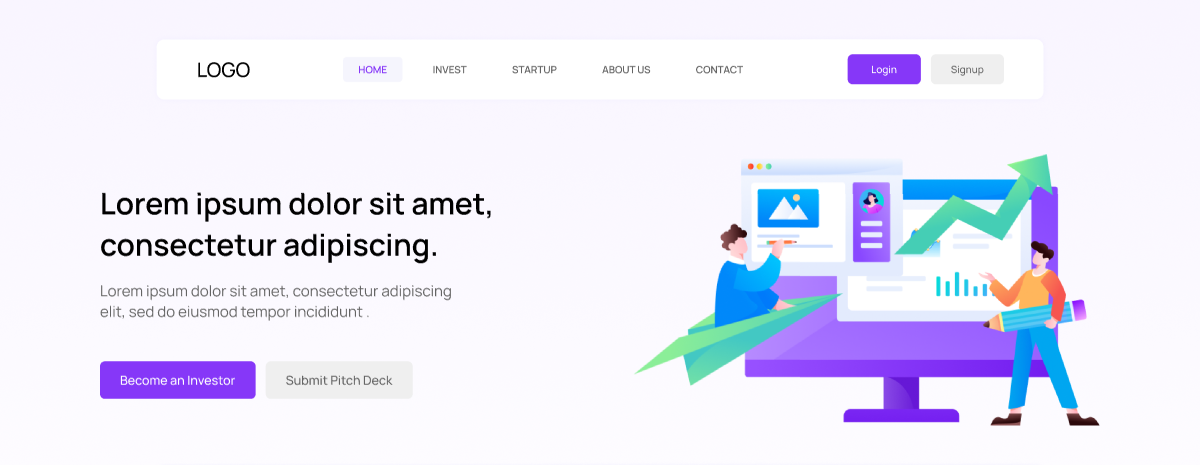 LOGO
HOME
INVEST
STARTUP
ABOUT US
CONTACT
Login
Signup
Lorem ipsum dolor sit amet,
consectetur adipiscing.
Lorem ipsum dolor sit amet, consectetur adipiscing
elit, sed do eiusmod tempor incididunt .
Become an Investor
Submit Pitch Deck